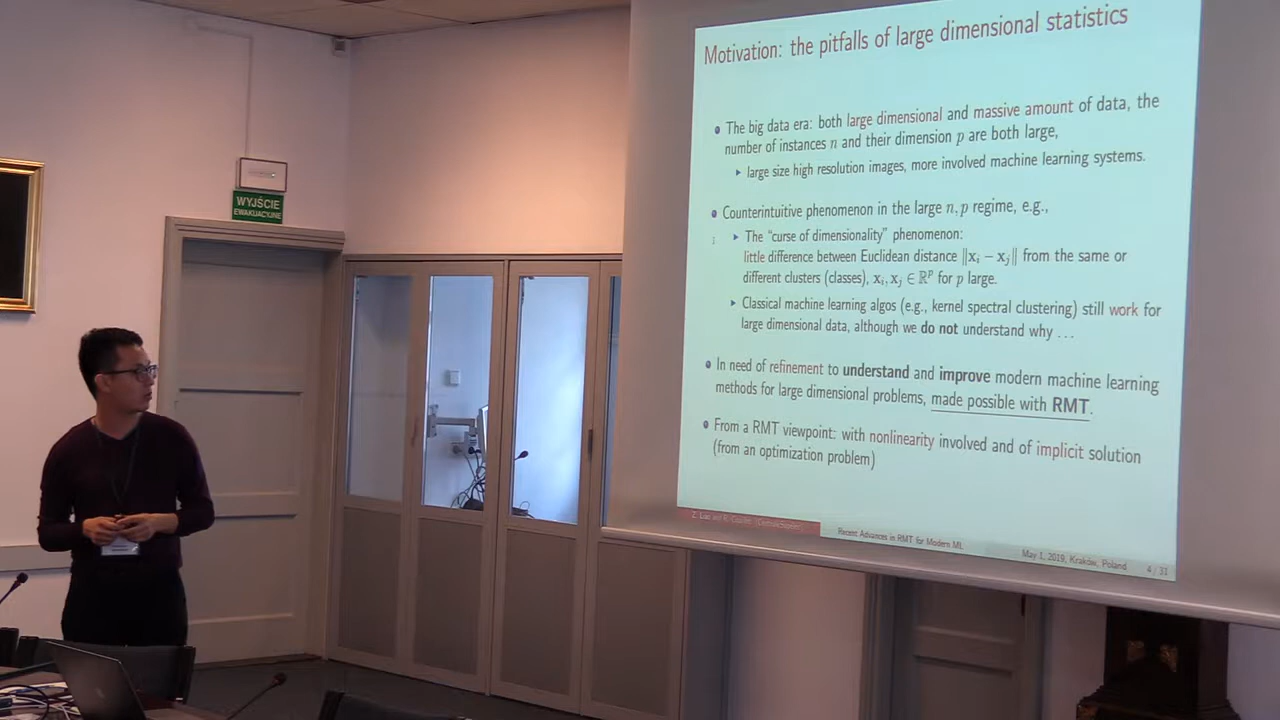 WYJŚCIE
EWAKUACYJNE
Motivation: the pitfalls of large dimensional statistics
• The big data era: both large dimensional and massive amount of data, the
number of instances n and their dimension p are both large,
▸ large size high resolution images, more involved machine learning systems.
• Counterintuitive phenomenon in the large n, p regime, e.g.,
▸ The “curse of dimensionality” phenomenon:
little difference between Euclidean distance ‖xᵢ − xⱼ‖ from the same or
different clusters (classes), xᵢ, xⱼ ∈ ℝᵖ for p large.
▸ Classical machine learning algos (e.g., kernel spectral clustering) still work for
large dimensional data, although we do not understand why ...
• In need of refinement to understand and improve modern machine learning
methods for large dimensional problems, made possible with RMT.
• From a RMT viewpoint: with nonlinearity involved and of implicit solution
(from an optimization problem)
Recent Advances in RMT for Modern ML
May 1, 2019, Kraków, Poland
4 / 31